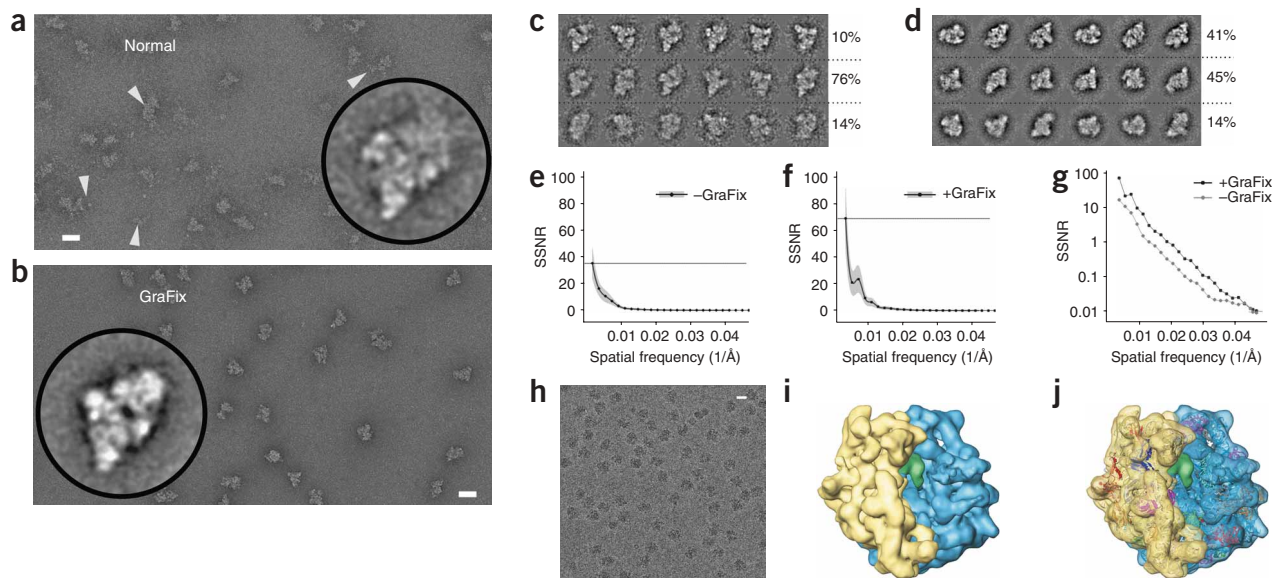 a
Normal
b
GraFix
c
10%
76%
14%
d
41%
45%
14%
e
100
80
60
40
20
0
SSNR
–GraFix
0.01 0.02 0.03 0.04
Spatial frequency (1/Å)
f
100
80
60
40
20
0
SSNR
+GraFix
0.01 0.02 0.03 0.04
Spatial frequency (1/Å)
g
100
10
1
0.1
0.01
SSNR
+GraFix
–GraFix
0.01 0.02 0.03 0.04
Spatial frequency (1/Å)
h
i
j